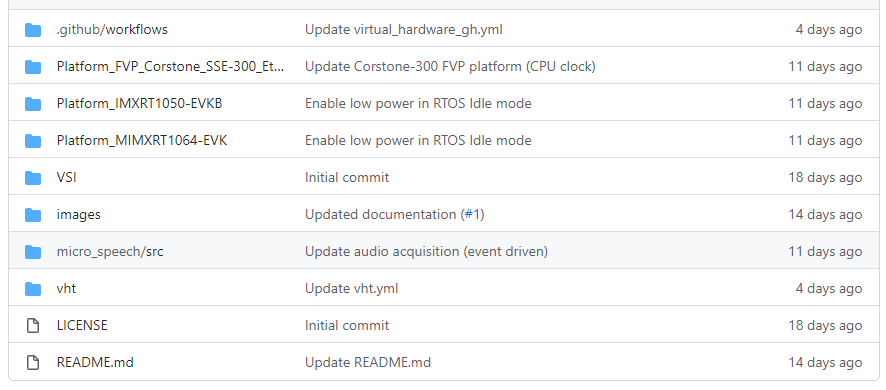 .github/workflows Update virtual_hardware_gh.yml 4 days ago
Platform_FVP_Corstone_SSE-300_Et... Update Corstone-300 FVP platform (CPU clock) 11 days ago
Platform_IMXRT1050-EVKB Enable low power in RTOS Idle mode 11 days ago
Platform_MIMXRT1064-EVK Enable low power in RTOS Idle mode 11 days ago
VSI Initial commit 18 days ago
images Updated documentation (#1) 14 days ago
micro_speech/src Update audio acquisition (event driven) 11 days ago
vht Update vht.yml 4 days ago
LICENSE Initial commit 18 days ago
README.md Update README.md 14 days ago